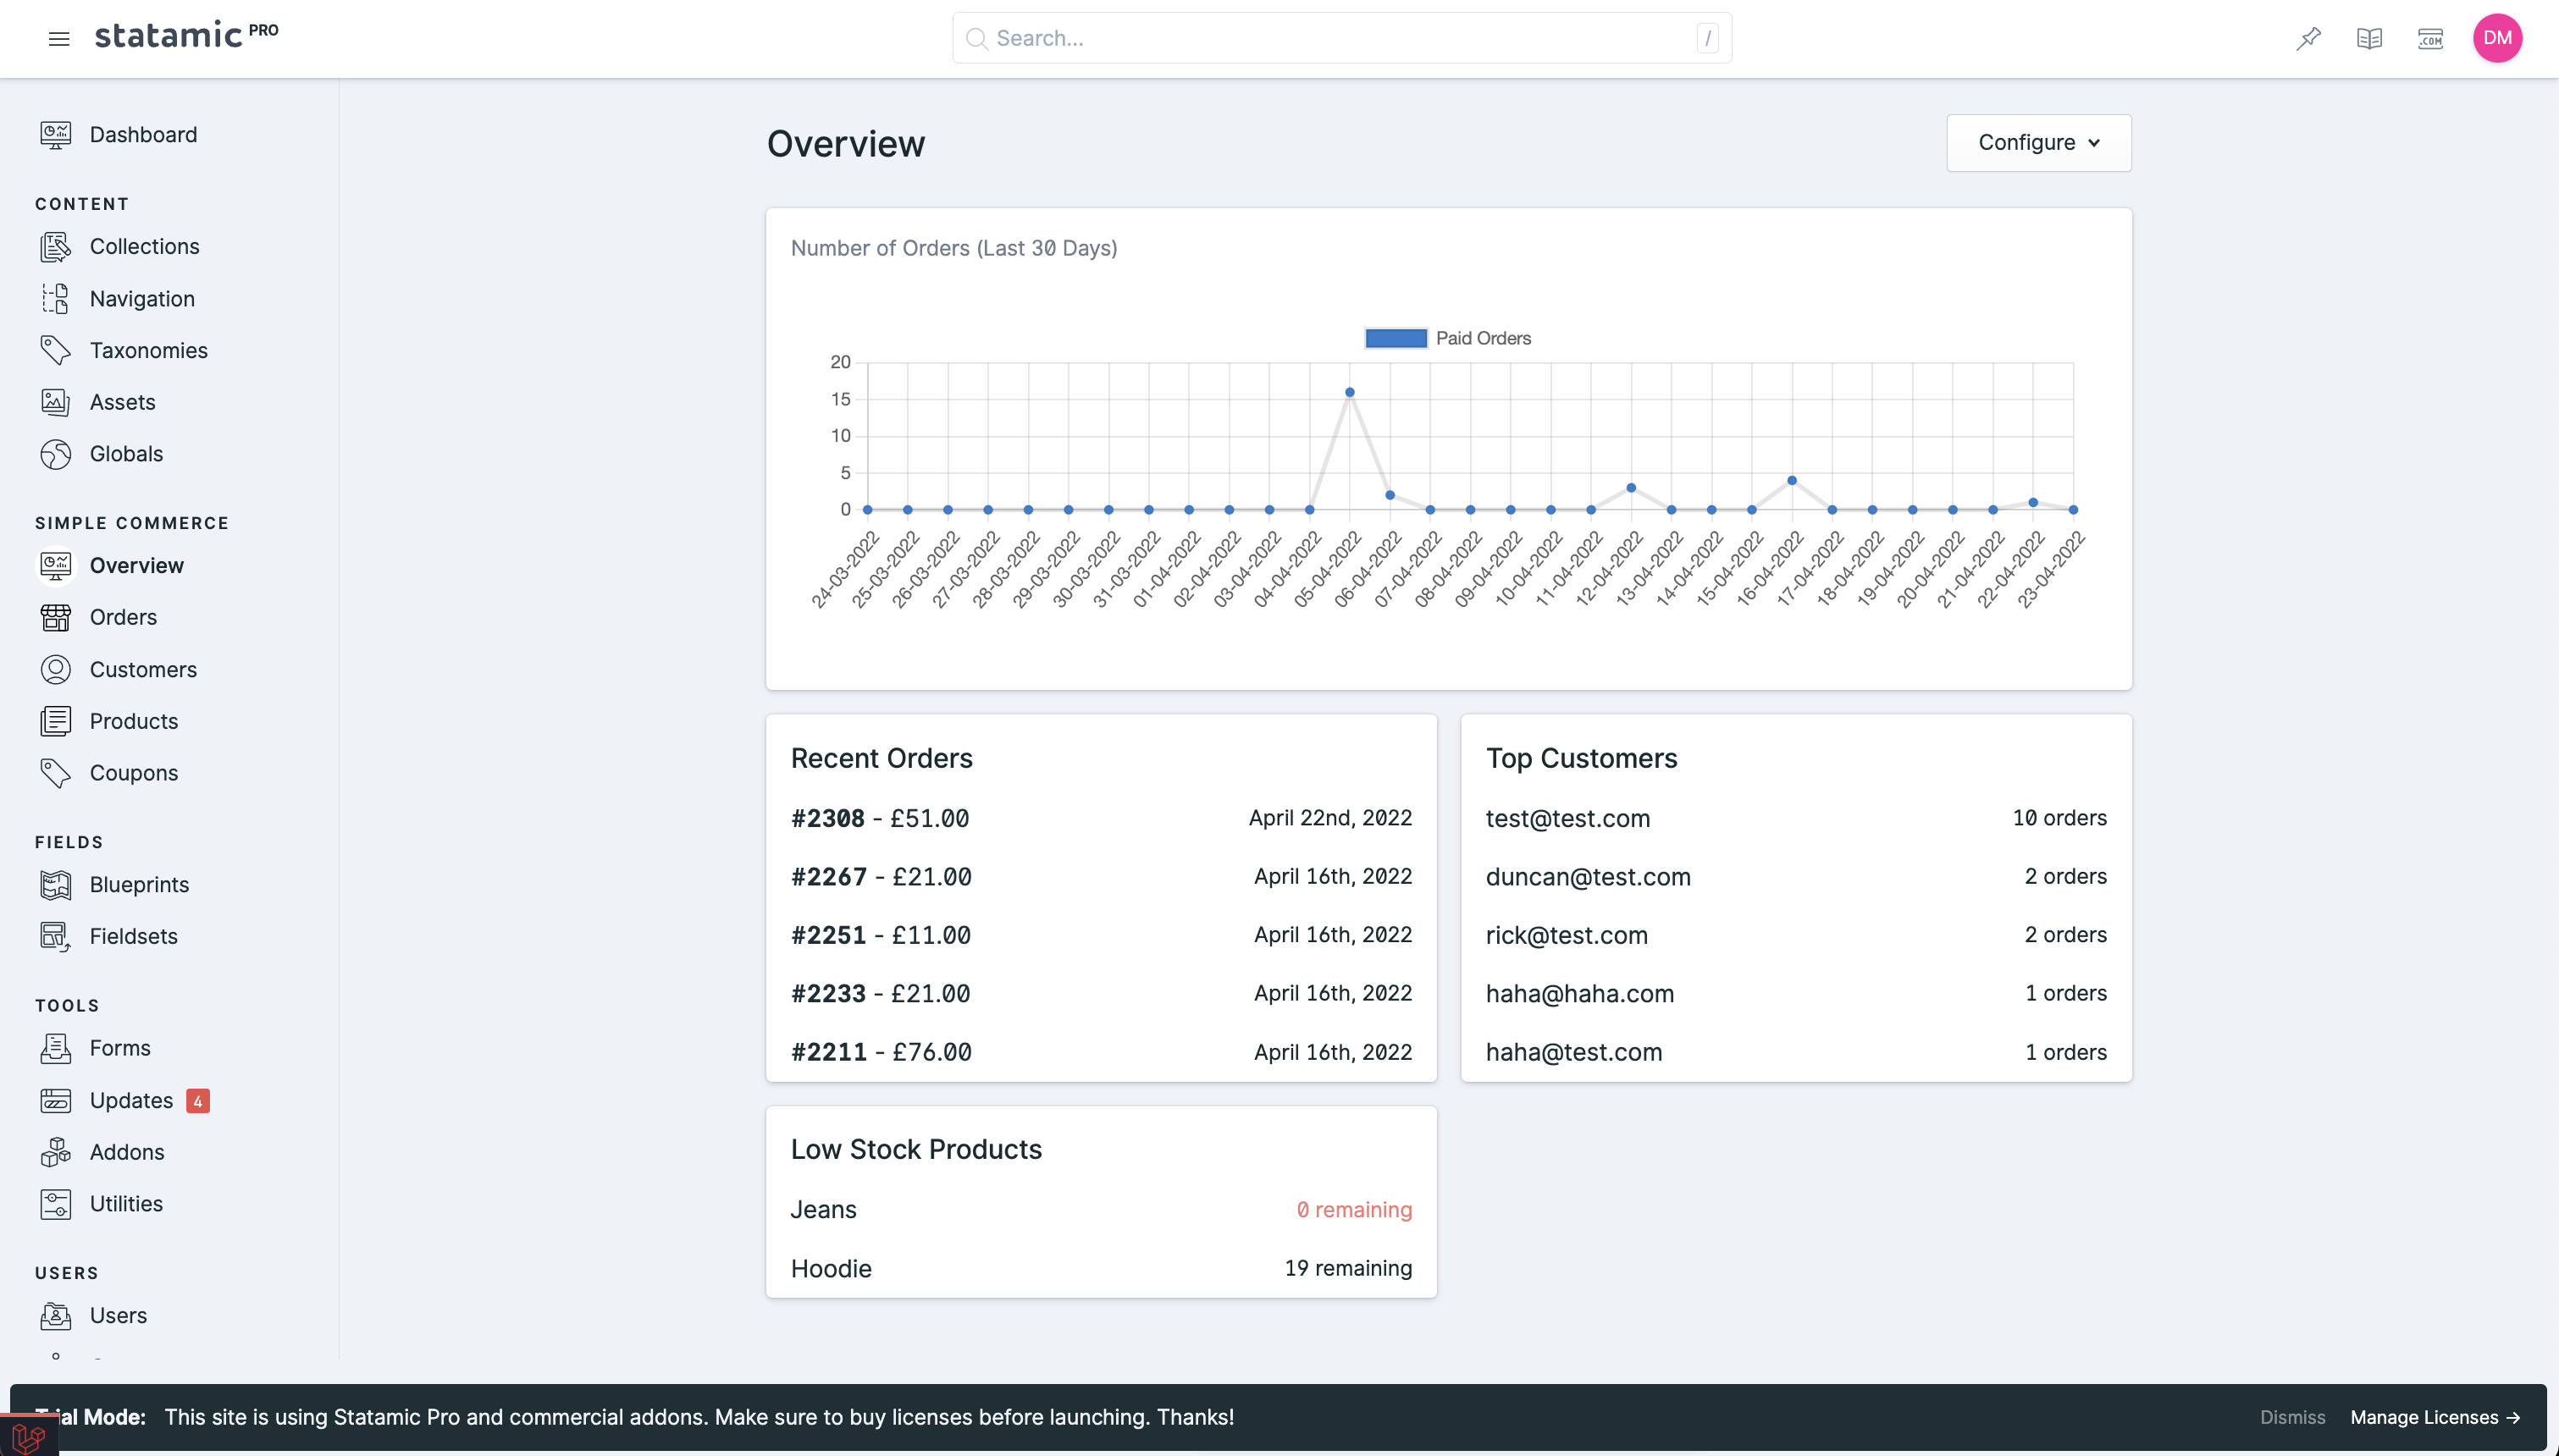 statamic PRO
Search...
/
.COM
DM
Dashboard
CONTENT
Collections
Navigation
Taxonomies
Assets
Globals
SIMPLE COMMERCE
Overview
Orders
Customers
Products
Coupons
FIELDS
Blueprints
Fieldsets
TOOLS
Forms
Updates 4
Addons
Utilities
USERS
Users
Overview
Configure
Number of Orders (Last 30 Days)
Paid Orders
20
15
10
5
0
24-03-2022
25-03-2022
26-03-2022
27-03-2022
28-03-2022
29-03-2022
30-03-2022
31-03-2022
01-04-2022
02-04-2022
03-04-2022
04-04-2022
05-04-2022
06-04-2022
07-04-2022
08-04-2022
09-04-2022
10-04-2022
11-04-2022
12-04-2022
13-04-2022
14-04-2022
15-04-2022
16-04-2022
17-04-2022
18-04-2022
19-04-2022
20-04-2022
21-04-2022
22-04-2022
23-04-2022
Recent Orders
#2308 - £51.00 April 22nd, 2022
#2267 - £21.00 April 16th, 2022
#2251 - £11.00 April 16th, 2022
#2233 - £21.00 April 16th, 2022
#2211 - £76.00 April 16th, 2022
Top Customers
test@test.com 10 orders
duncan@test.com 2 orders
rick@test.com 2 orders
haha@haha.com 1 orders
haha@test.com 1 orders
Low Stock Products
Jeans 0 remaining
Hoodie 19 remaining
Trial Mode: This site is using Statamic Pro and commercial addons. Make sure to buy licenses before launching. Thanks!
Dismiss
Manage Licenses →